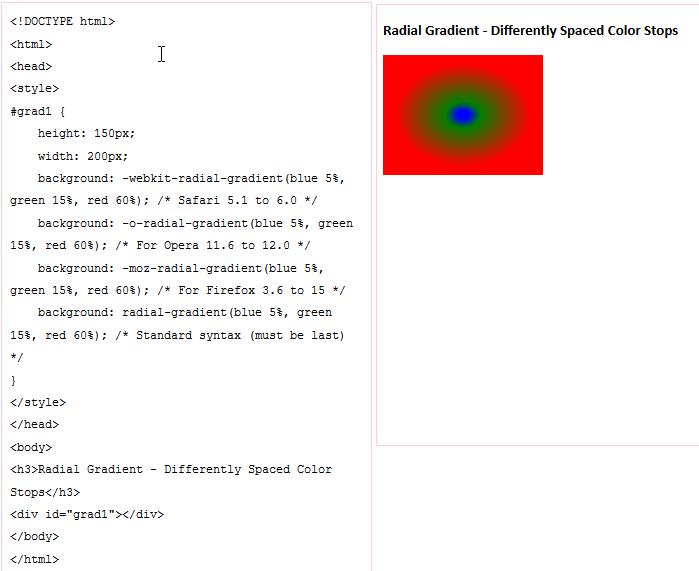 <!DOCTYPE html>
<html>
<head>
<style>
#grad1 {
    height: 150px;
    width: 200px;
    background: -webkit-radial-gradient(blue 5%,
green 15%, red 60%); /* Safari 5.1 to 6.0 */
    background: -o-radial-gradient(blue 5%, green
15%, red 60%); /* For Opera 11.6 to 12.0 */
    background: -moz-radial-gradient(blue 5%,
green 15%, red 60%); /* For Firefox 3.6 to 15 */
    background: radial-gradient(blue 5%, green
15%, red 60%); /* Standard syntax (must be last)
*/
}
</style>
</head>
<body>
<h3>Radial Gradient - Differently Spaced Color
Stops</h3>
<div id="grad1"></div>
</body>
</html>
Radial Gradient - Differently Spaced Color Stops